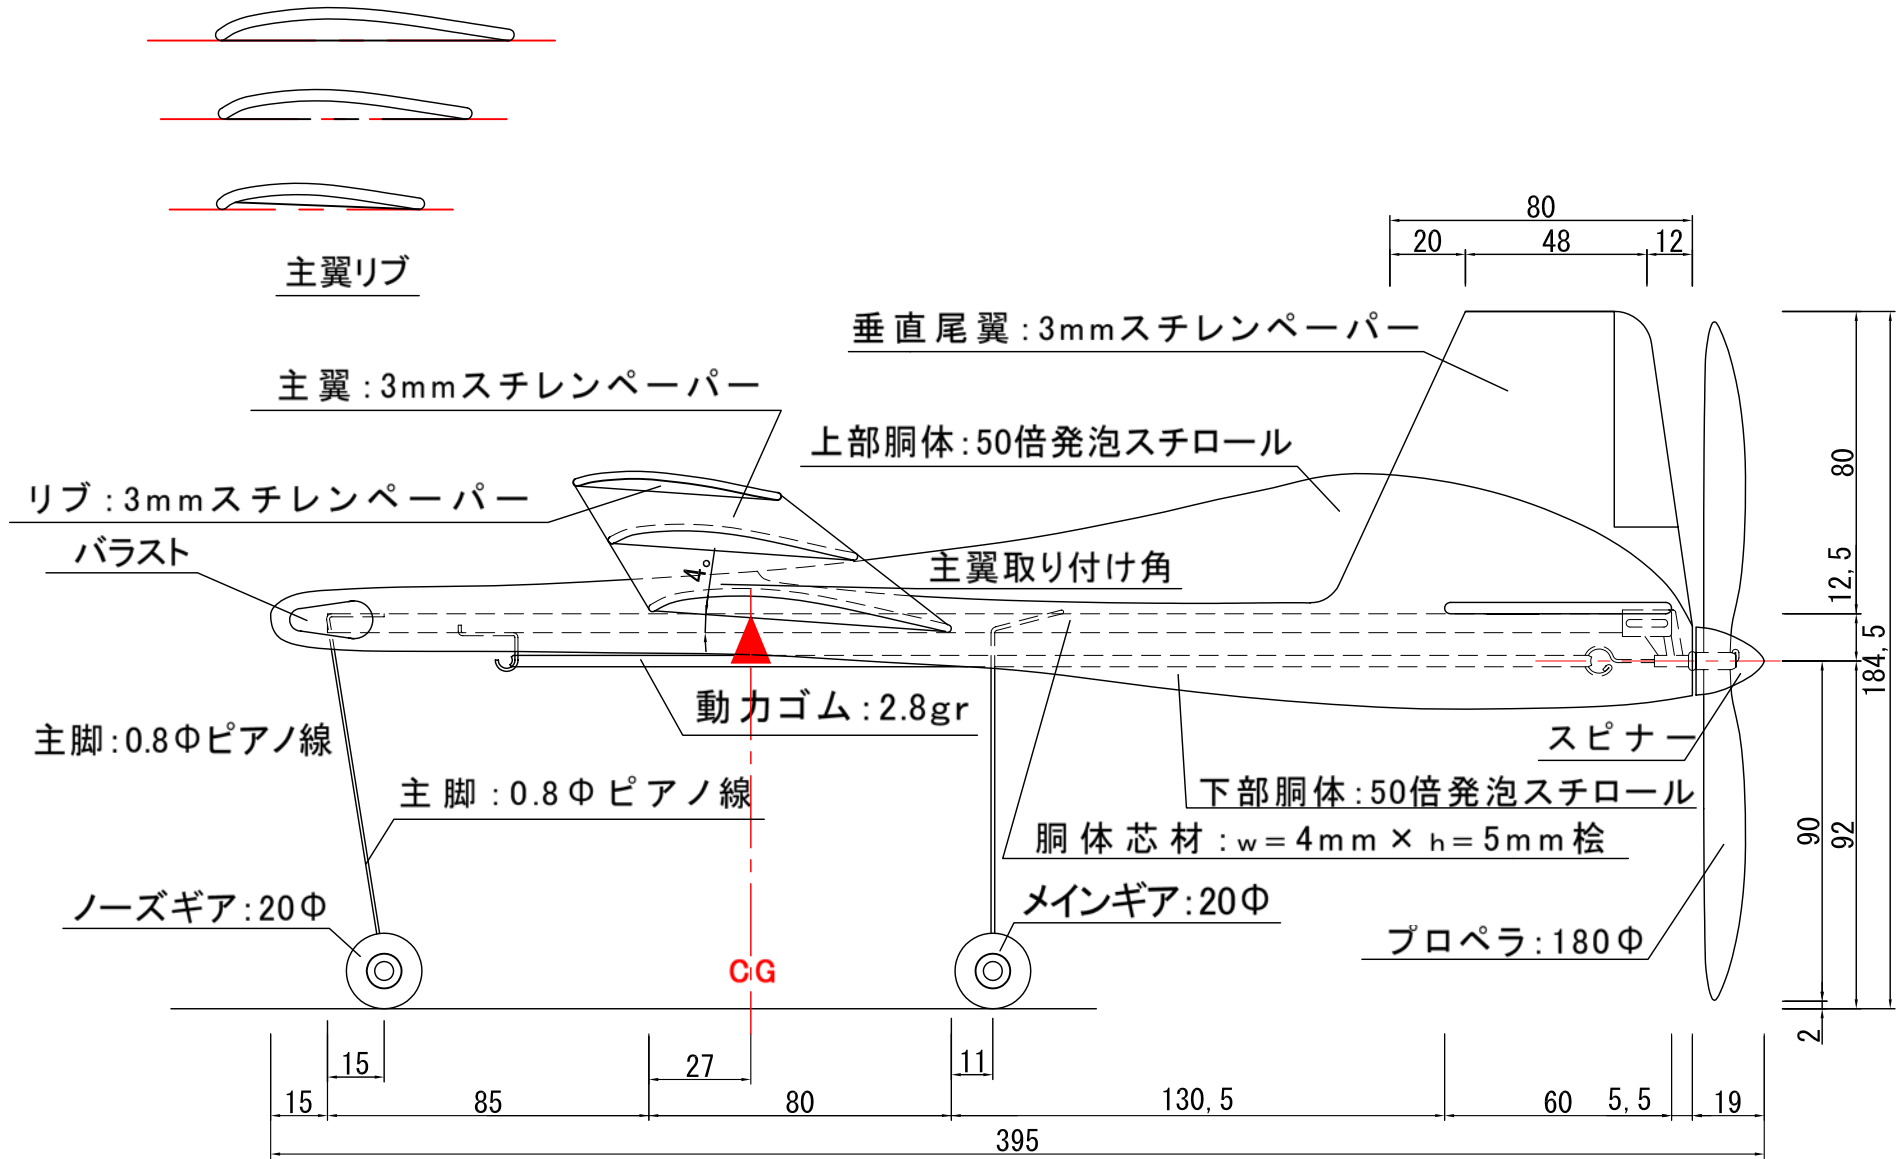 主翼リブ
80
20
48
12
垂直尾翼:3mmスチレンペーパー
主翼:3mmスチレンペーパー
上部胴体:50倍発泡スチロール
リブ:3mmスチレンペーパー
バラスト
4°
主翼取り付け角
80
12,5
184,5
動力ゴム:2.8gr
主脚:0.8Φピアノ線
スピナー
主脚:0.8Φピアノ線
下部胴体:50倍発泡スチロール
胴体芯材:w=4mm×h=5mm桧
90
92
ノーズギア:20Φ
メインギア:20Φ
プロペラ:180Φ
CG
2
15
27
11
15
85
80
130,5
60
5,5
19
395